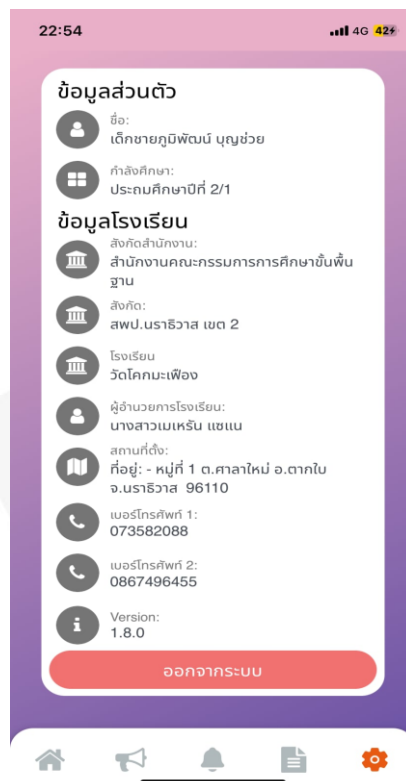 22:54
4G 42
ข้อมูลส่วนตัว
ชื่อ:
เด็กชายภูมิพัฒน์ บุญช่วย
กำลังศึกษา:
ประถมศึกษาปีที่ 2/1
ข้อมูลโรงเรียน
สังกัดสำนักงาน:
สำนักงานคณะกรรมการการศึกษาขั้นพื้น
ฐาน
สังกัด:
สพป.นราธิวาส เขต 2
โรงเรียน
วัดโคกมะเฟือง
ผู้อำนวยการโรงเรียน:
นางสาวเมเหรัน แซแน
สถานที่ตั้ง:
ที่อยู่: - หมู่ที่ 1 ต.ศาลาใหม่ อ.ตากใบ
จ.นราธิวาส 96110
เบอร์โทรศัพท์ 1:
073582088
เบอร์โทรศัพท์ 2:
0867496455
Version:
1.8.0
ออกจากระบบ